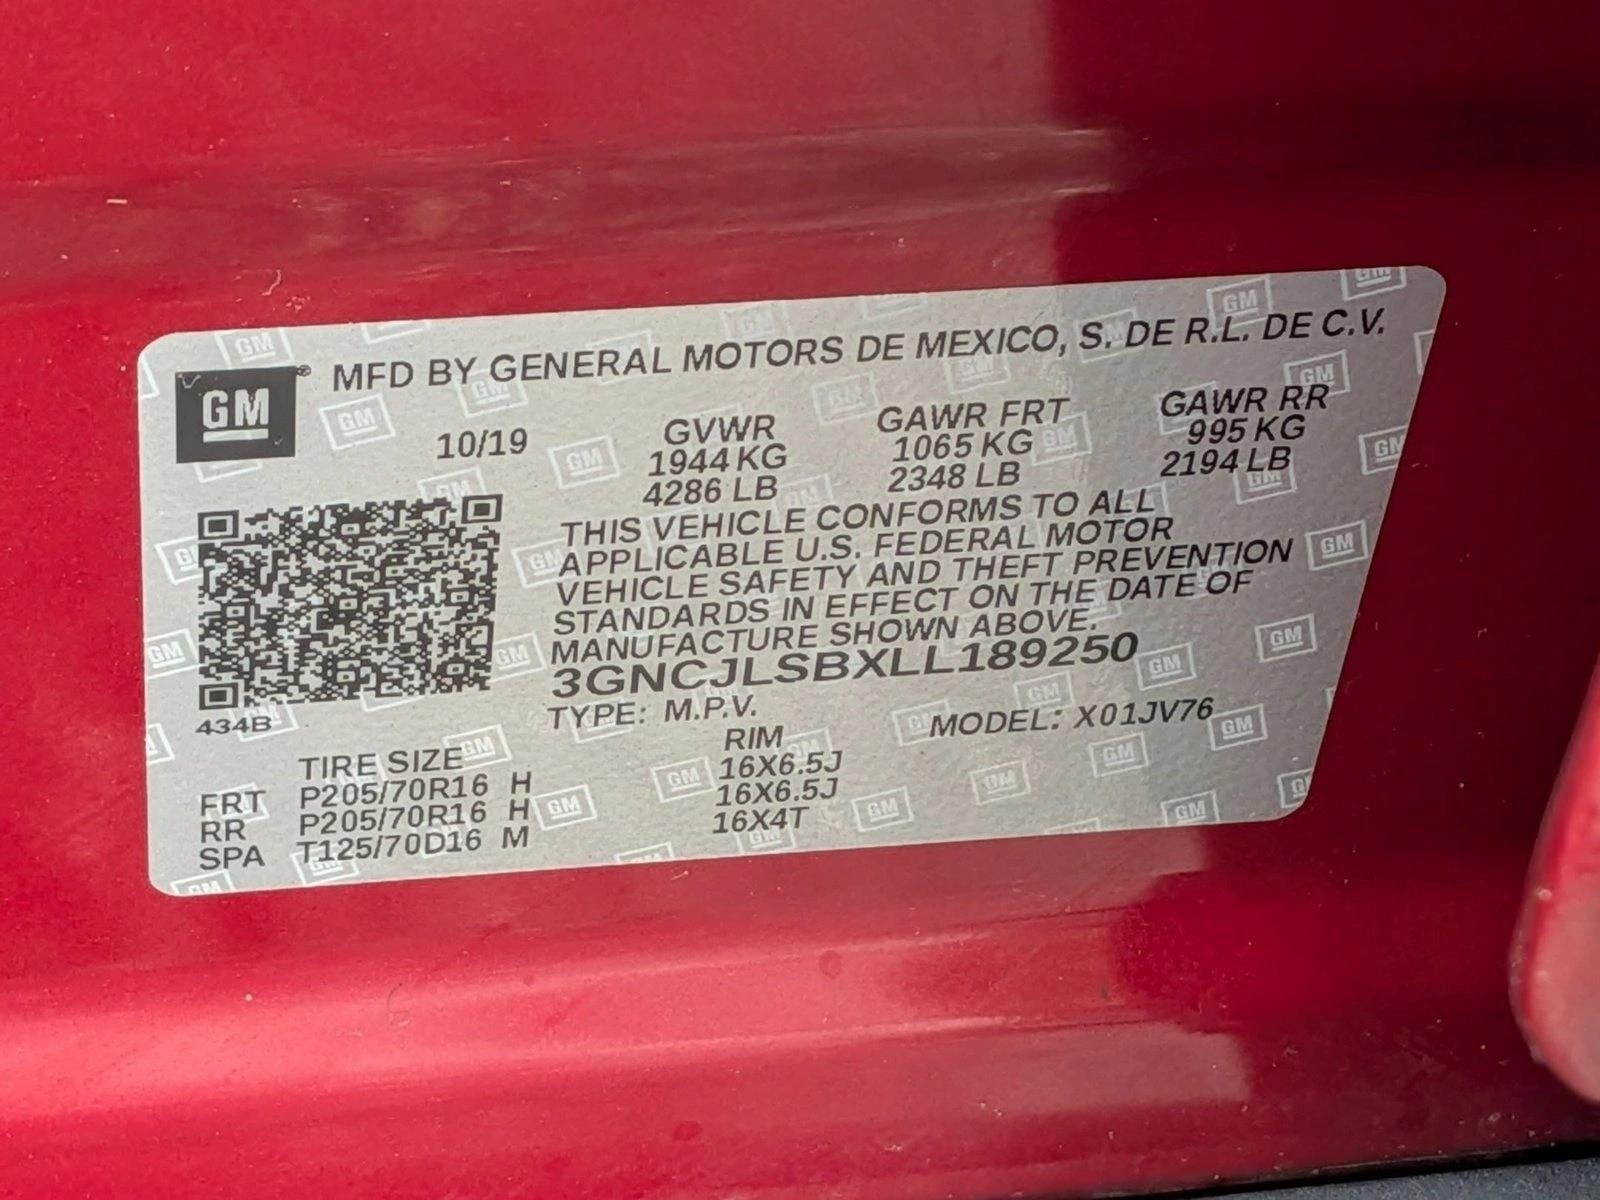 GM® MFD BY GENERAL MOTORS DE MEXICO, S. DE R.L. DE C.V.
10/19 GVWR GAWR FRT GAWR RR
1944 KG 1065 KG 995 KG
4286 LB 2348 LB 2194 LB
THIS VEHICLE CONFORMS TO ALL
APPLICABLE U.S. FEDERAL MOTOR
VEHICLE SAFETY AND THEFT PREVENTION
STANDARDS IN EFFECT ON THE DATE OF
MANUFACTURE SHOWN ABOVE.
3GNCJLSBXLL189250
434B TYPE: M.P.V. MODEL: X01JV76
TIRE SIZE RIM
FRT P205/70R16 H 16X6.5J
RR P205/70R16 H 16X6.5J
SPA T125/70D16 M 16X4T